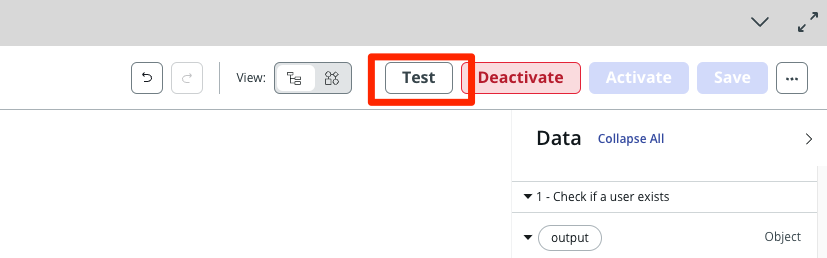 View:
Test
Deactivate
Activate
Save
Data
Collapse All
1 - Check if a user exists
output
Object